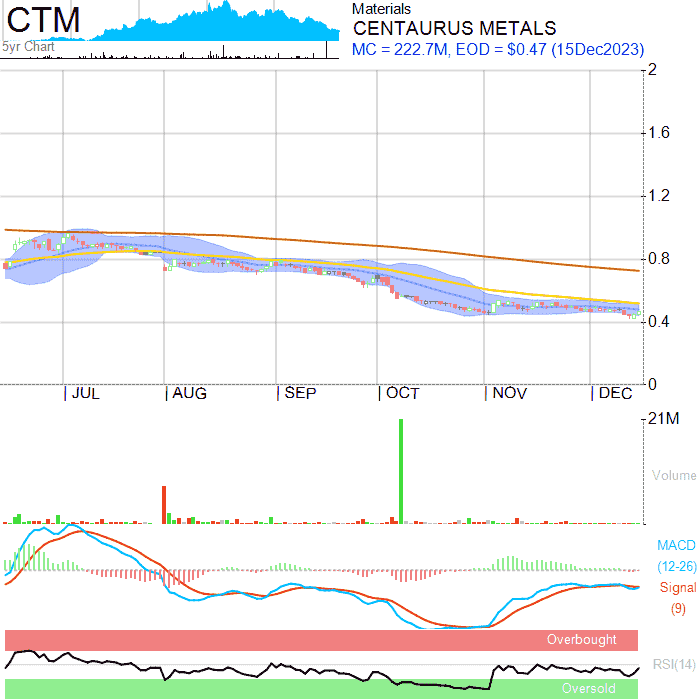 CTM
5yr Chart
Materials
CENTAURUS METALS
MC = 222.7M, EOD = $0.47 (15Dec2023)
2
1.6
1.2
0.8
0.4
0
JUL AUG SEP OCT NOV DEC
21M
Volume
MACD
(12-26)
Signal
(9)
Overbought
RSI(14)
Oversold